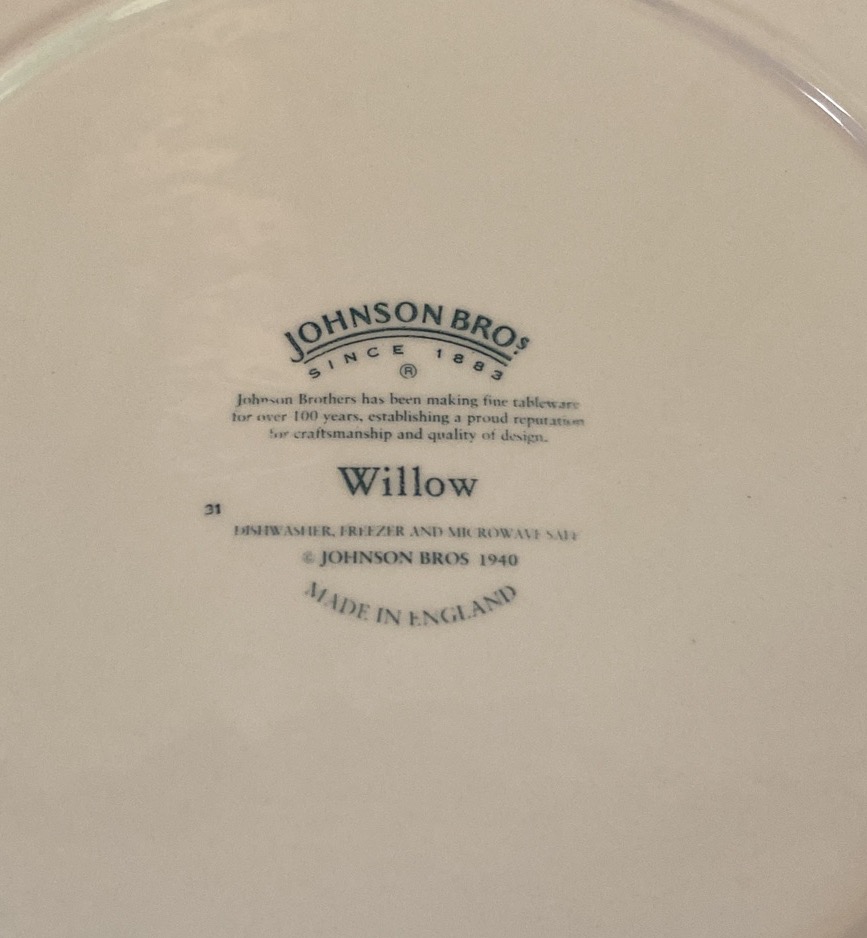 JOHNSON BROS.
SINCE 1883
®
Johnson Brothers has been making fine tableware
for over 100 years, establishing a proud reputation
for craftsmanship and quality of design.
Willow
31
DISHWASHER, FREEZER AND MICROWAVE SAFE
© JOHNSON BROS 1940
MADE IN ENGLAND